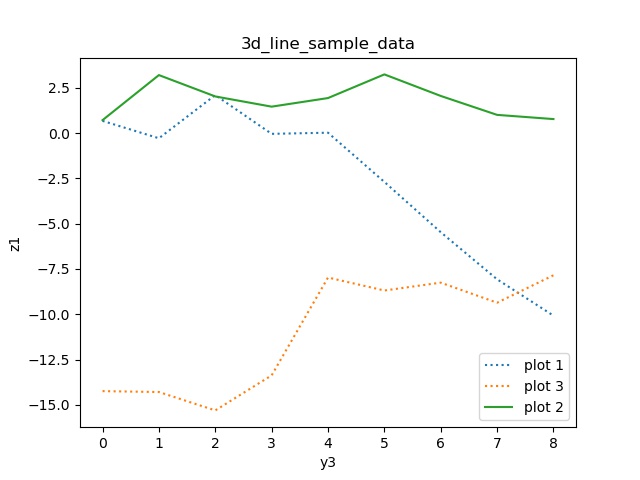 3d_line_sample_data
z1
2.5
0.0
−2.5
−5.0
−7.5
−10.0
−12.5
−15.0
0 1 2 3 4 5 6 7 8
y3
plot 1
plot 3
plot 2